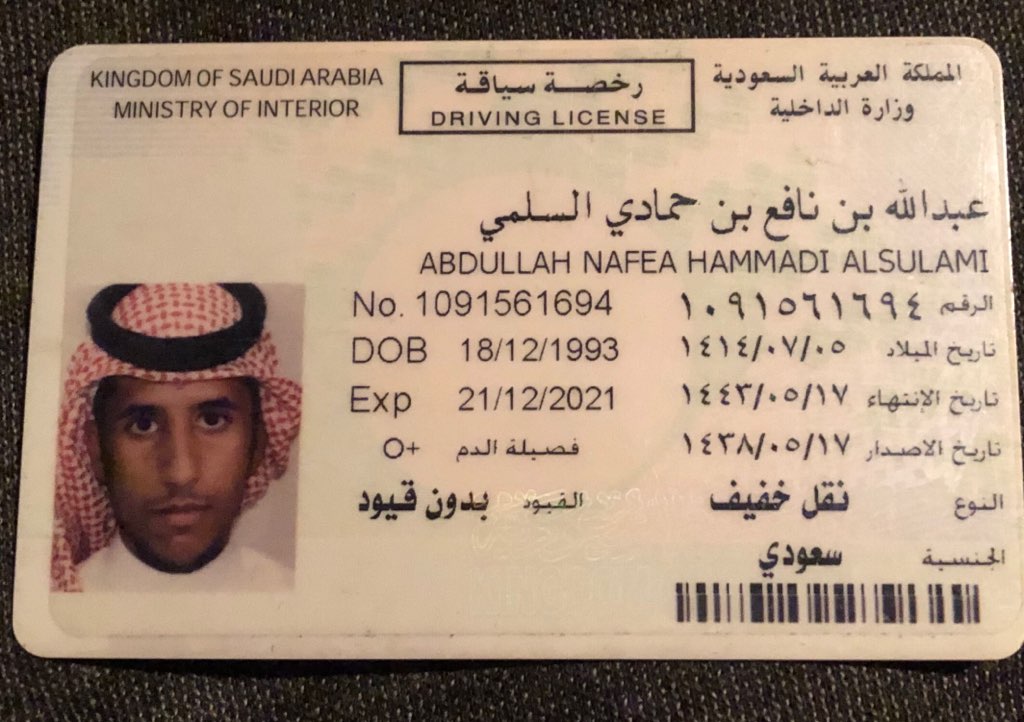 KINGDOM OF SAUDI ARABIA
MINISTRY OF INTERIOR
رخصة سياقة
DRIVING LICENSE
المملكة العربية السعودية
وزارة الداخلية
عبدالله بن نافع بن حمادي السلمي
ABDULLAH NAFEA HAMMADI ALSULAMI
No. 1091561694 الرقم ١٠٩١٥٦١٦٩٤
DOB 18/12/1993 تاريخ الميلاد ١٤١٤/٠٧/٠٥
Exp 21/12/2021 تاريخ الإنتهاء ١٤٤٣/٠٥/١٧
تاريخ الاصدار ١٤٣٨/٠٥/١٧ فصيلة الدم O+
النوع نقل خفيف القيود بدون قيود
الجنسية سعودي